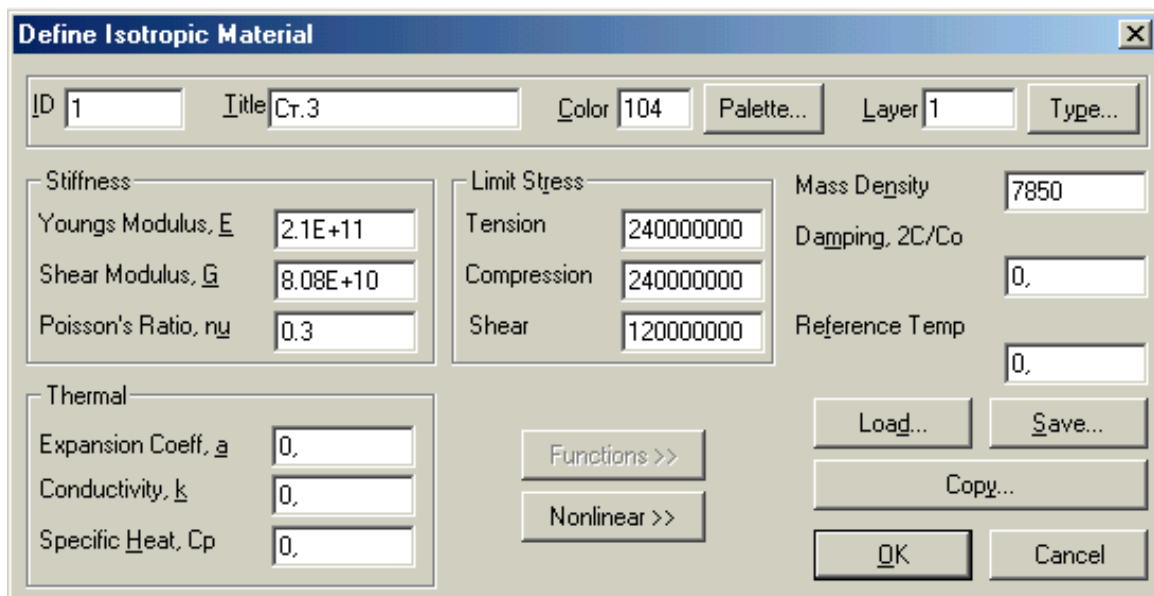 Define Isotropic Material
ID 1 Title Ст.3 Color 104 Palette... Layer 1 Type...
Stiffness
Youngs Modulus, E 2.1E+11
Shear Modulus, G 8.08E+10
Poisson's Ratio, nu 0.3
Limit Stress
Tension 240000000
Compression 240000000
Shear 120000000
Mass Density 7850
Damping, 2C/Co
0,
Reference Temp
0,
Thermal
Expansion Coeff, a 0,
Conductivity, k 0,
Specific Heat, Cp 0,
Functions >>
Nonlinear >>
Load... Save...
Copy...
OK Cancel